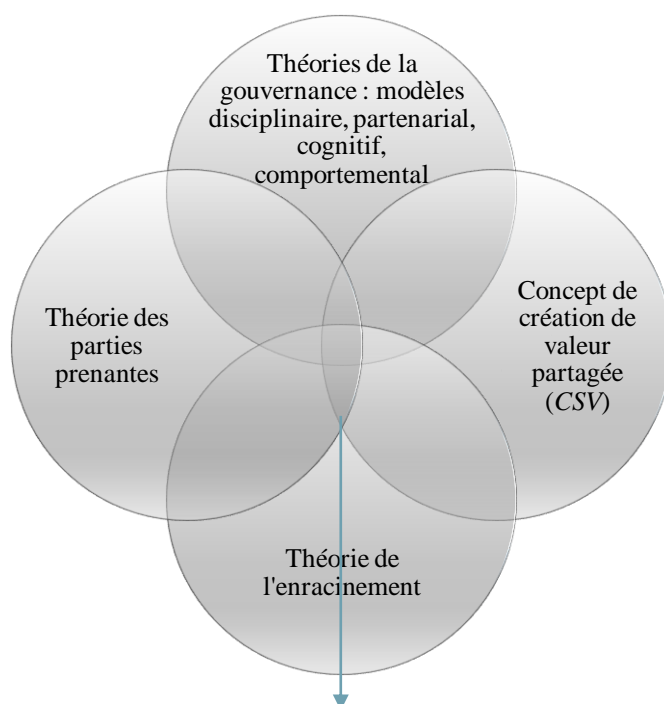 Théories de la
gouvernance : modèles
disciplinaire, partenarial,
cognitif,
comportemental
Théorie des
parties
prenantes
Concept de
création de
valeur
partagée
(CSV)
Théorie de
l'enracinement